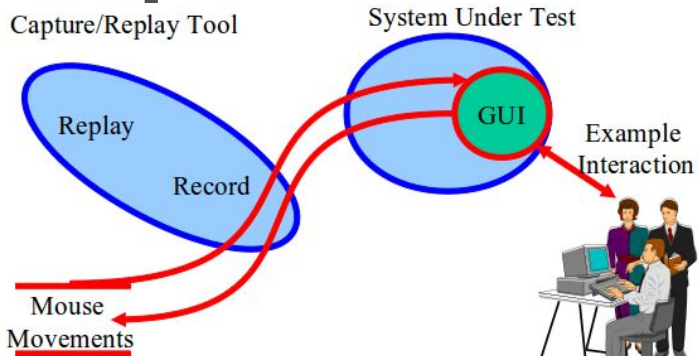 Capture/Replay Tool
System Under Test
Replay
Record
GUI
Example
Interaction
Mouse
Movements